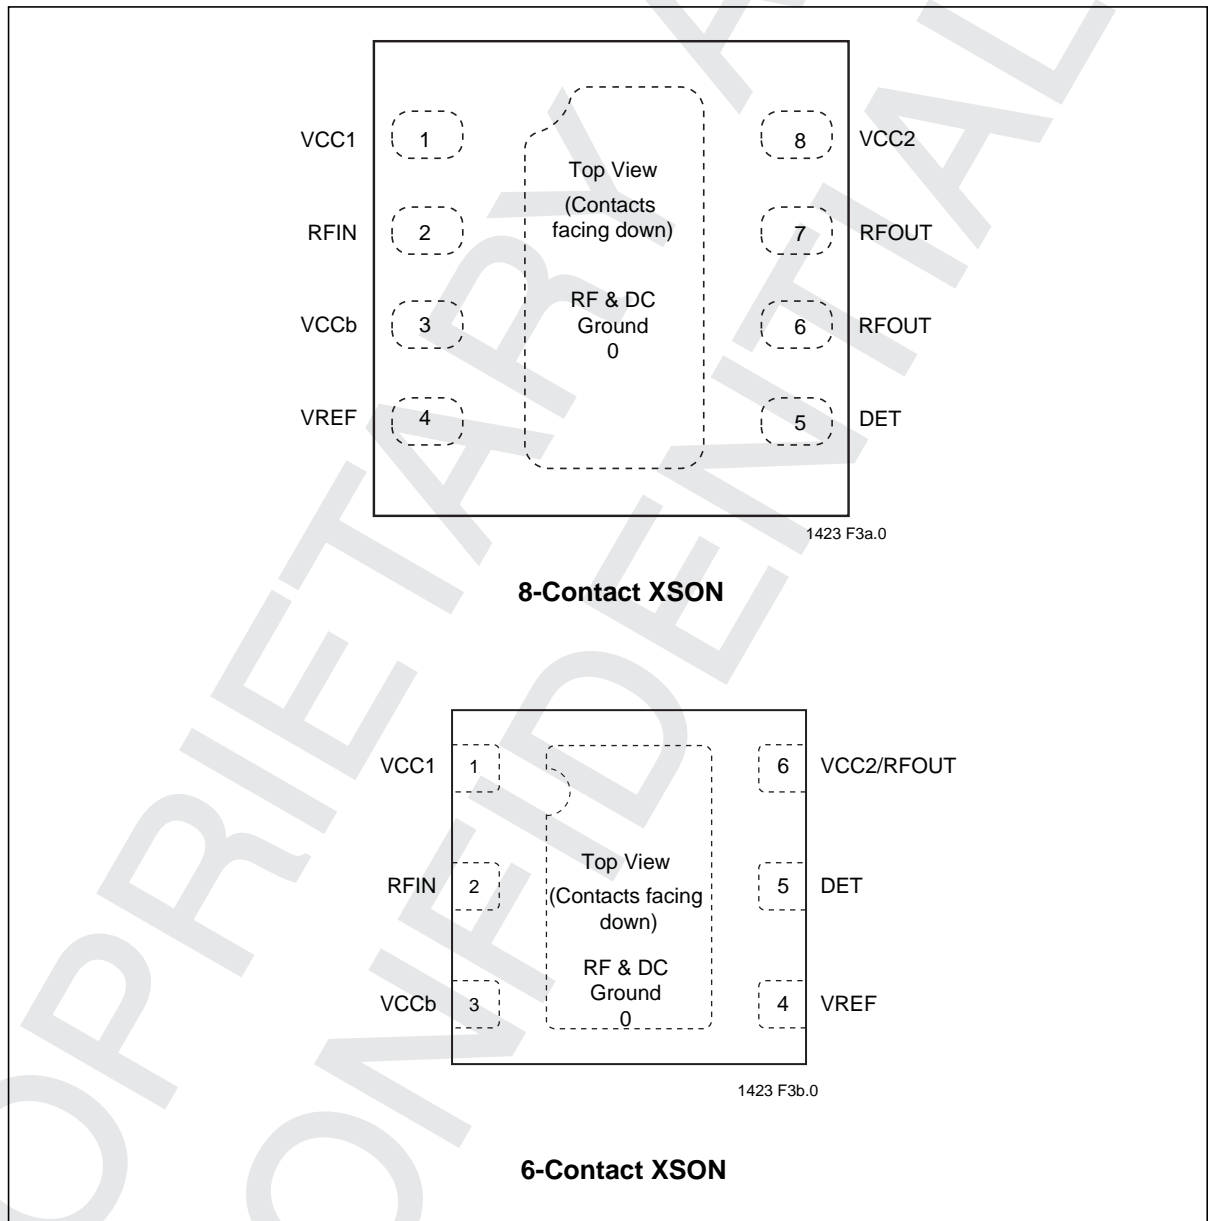 VCC1 1
RFIN 2
VCCb 3
VREF 4
Top View
(Contacts
facing down)
RF & DC
Ground
0
8 VCC2
7 RFOUT
6 RFOUT
5 DET
1423 F3a.0
8-Contact XSON
VCC1 1
RFIN 2
VCCb 3
Top View
(Contacts facing
down)
RF & DC
Ground
0
6 VCC2/RFOUT
5 DET
4 VREF
1423 F3b.0
6-Contact XSON
OPRIETARY A
ONFIDENTIAL